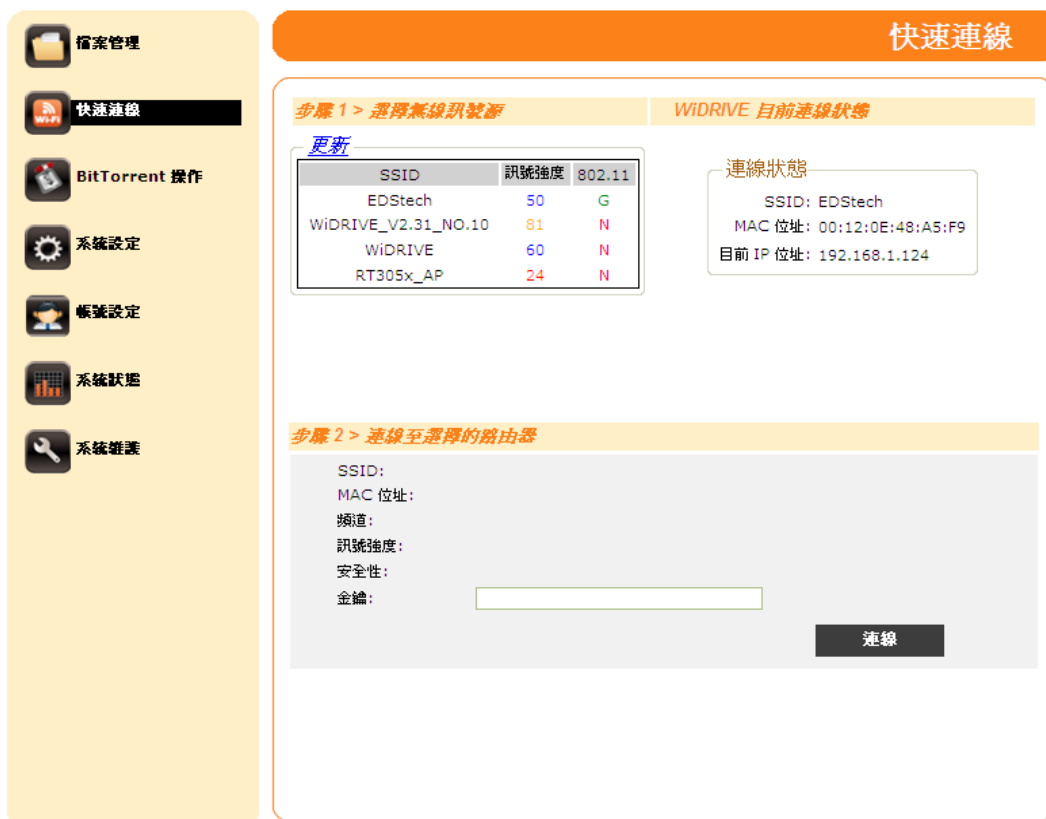 檔案管理
快速連線
BitTorrent 操作
系統設定
帳號設定
系統狀態
系統維護
快速連線
步驟 1 > 選擇無線訊號源
更新
SSID 訊號強度 802.11
EDStech 50 G
WiDRIVE_V2.31_NO.10 81 N
WiDRIVE 60 N
RT305x_AP 24 N
WiDRIVE 目前連線狀態
連線狀態
SSID: EDStech
MAC 位址: 00:12:0E:48:A5:F9
目前 IP 位址: 192.168.1.124
步驟 2 > 連線至選擇的路由器
SSID:
MAC 位址:
頻道:
訊號強度:
安全性:
金鑰:
連線